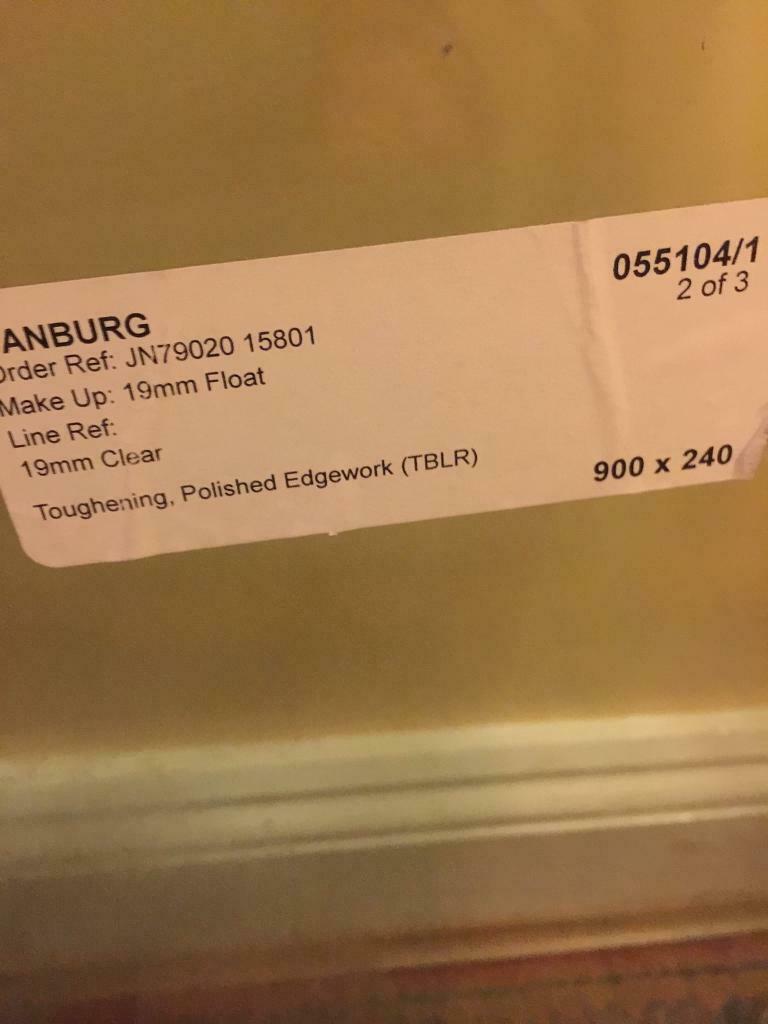 ANBURG
Order Ref: JN79020 15801
Make Up: 19mm Float
Line Ref:
19mm Clear
Toughening, Polished Edgework (TBLR)
055104/1
2 of 3
900 x 240